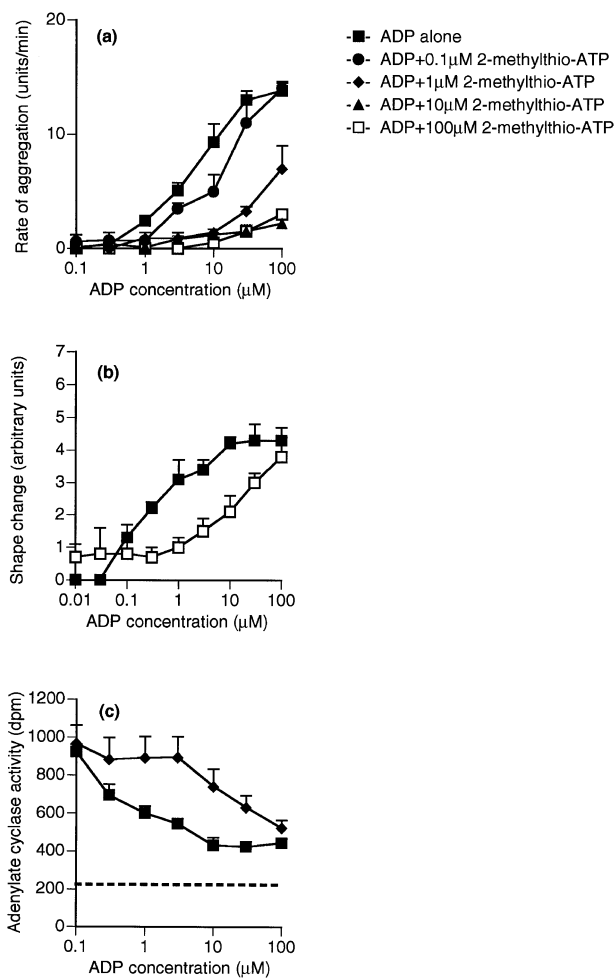 (a)
Rate of aggregation (units/min)
20
10
0
0.1 1 10 100
ADP concentration (μM)
ADP alone
ADP+0.1μM 2-methylthio-ATP
ADP+1μM 2-methylthio-ATP
ADP+10μM 2-methylthio-ATP
ADP+100μM 2-methylthio-ATP
(b)
Shape change (arbitrary units)
7
6
5
4
3
2
1
0
0.01 0.1 1 10 100
ADP concentration (μM)
(c)
Adenylate cyclase activity (dpm)
1200
1000
800
600
400
200
0
0.1 1 10 100
ADP concentration (μM)